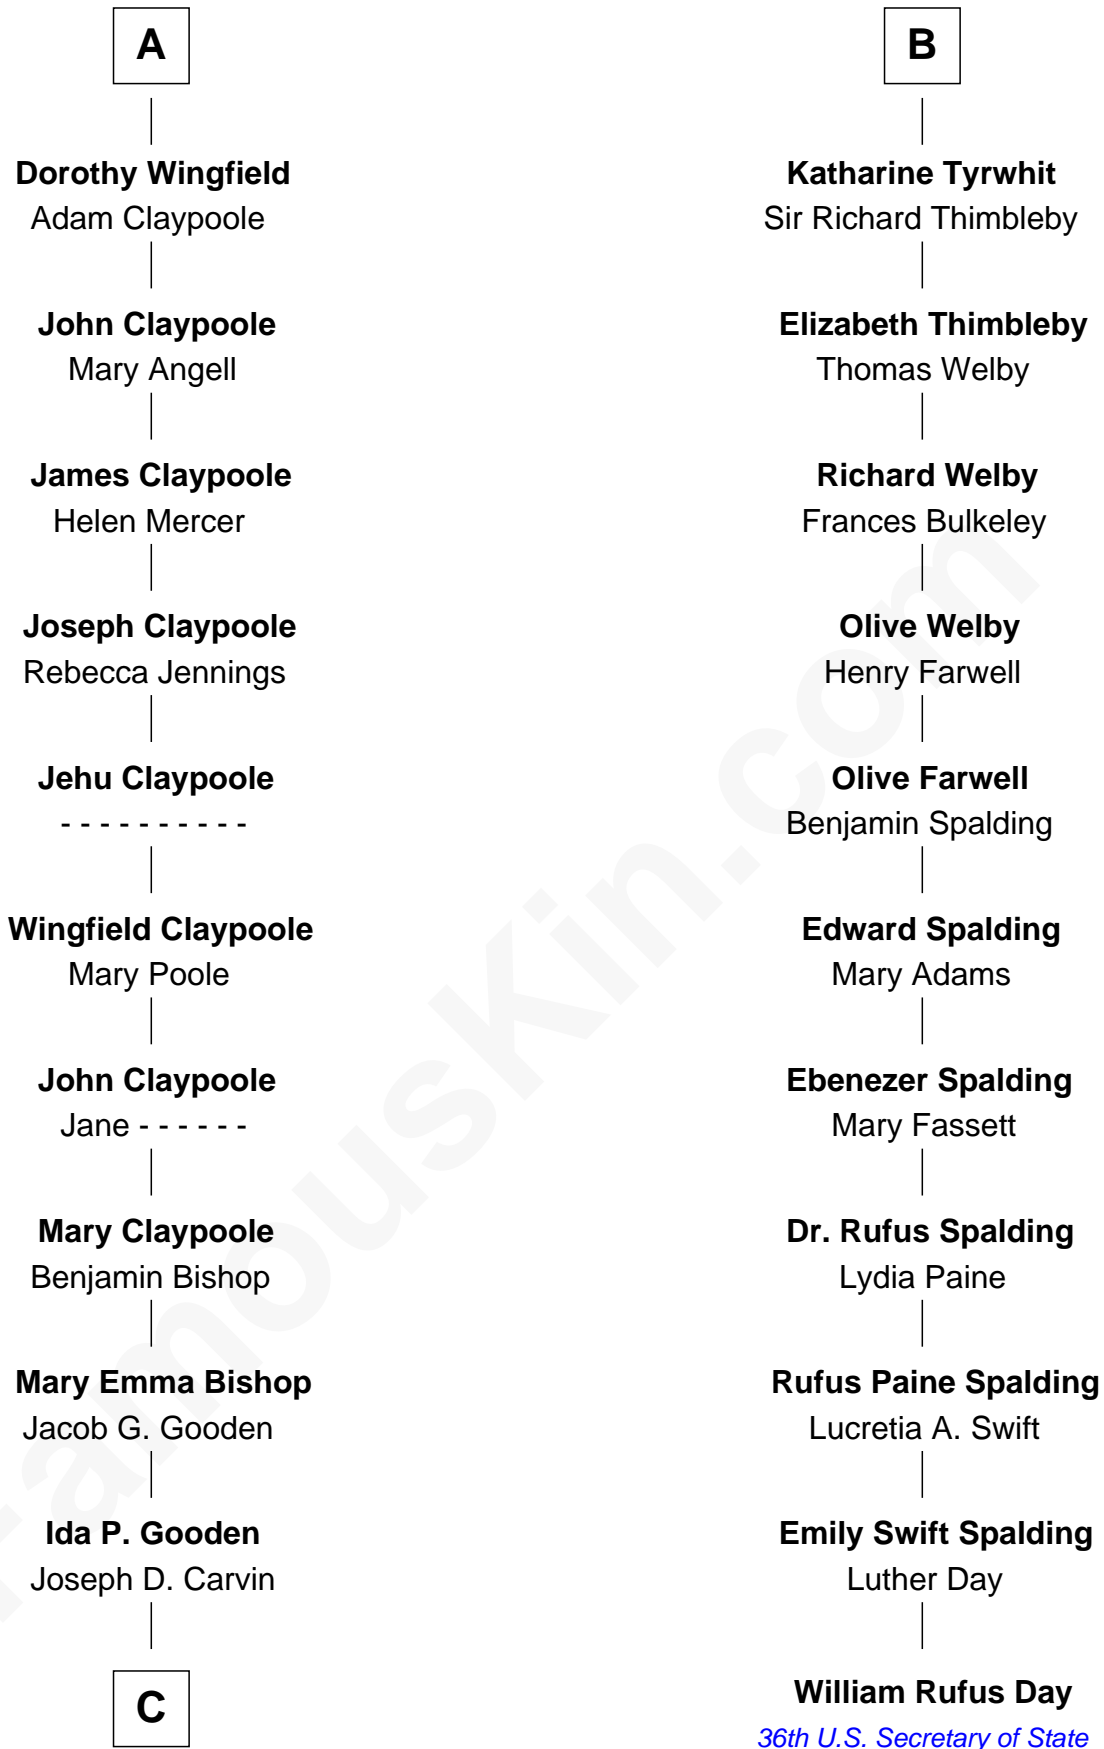 A
Dorothy Wingfield
Adam Claypoole
John Claypoole
Mary Angell
James Claypoole
Helen Mercer
Joseph Claypoole
Rebecca Jennings
Jehu Claypoole
- - - - - - - - - -
Wingfield Claypoole
Mary Poole
John Claypoole
Jane - - - - - -
Mary Claypoole
Benjamin Bishop
Mary Emma Bishop
Jacob G. Gooden
Ida P. Gooden
Joseph D. Carvin
C
B
Katharine Tyrwhit
Sir Richard Thimbleby
Elizabeth Thimbleby
Thomas Welby
Richard Welby
Frances Bulkeley
Olive Welby
Henry Farwell
Olive Farwell
Benjamin Spalding
Edward Spalding
Mary Adams
Ebenezer Spalding
Mary Fassett
Dr. Rufus Spalding
Lydia Paine
Rufus Paine Spalding
Lucretia A. Swift
Emily Swift Spalding
Luther Day
William Rufus Day
36th U.S. Secretary of State
FamousKin.com